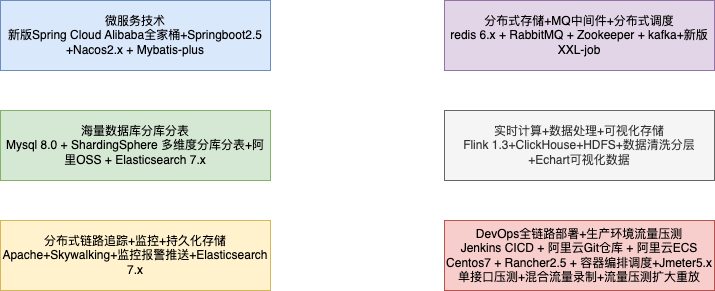 微服务技术
新版Spring Cloud Alibaba全家桶+Springboot2.5
+Nacos2.x + Mybatis-plus
分布式存储+MQ中间件+分布式调度
redis 6.x + RabbitMQ + Zookeeper + kafka+新版
XXL-job
海量数据库分库分表
Mysql 8.0 + ShardingSphere 多维度分库分表+阿
里OSS + Elasticsearch 7.x
实时计算+数据处理+可视化存储
Flink 1.3+ClickHouse+HDFS+数据清洗分层
+Echart可视化数据
分布式链路追踪+监控+持久化存储
Apache+Skywalking+监控报警推送+Elasticsearch
7.x
DevOps全链路部署+生产环境流量压测
Jenkins CICD + 阿里云Git仓库 + 阿里云ECS
Centos7 + Rancher2.5 + 容器编排调度+Jmeter5.x
单接口压测+混合流量录制+流量压测扩大重放